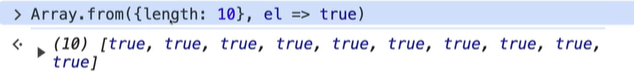 > Array.from({length: 10}, el => true)
(10) [true, true, true, true, true, true, true, true, true,
true]